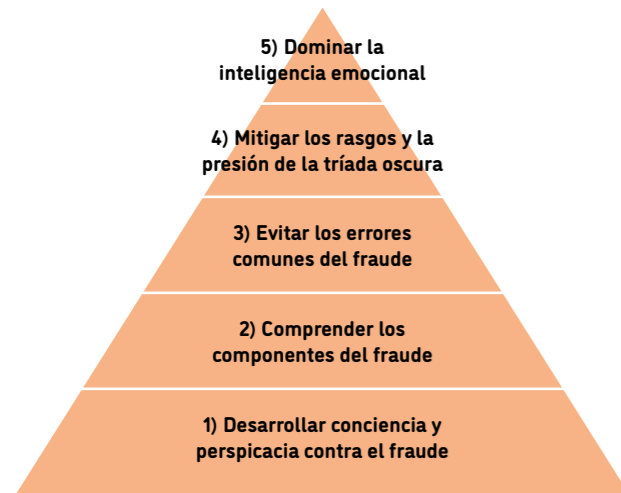 5) Dominar la
inteligencia emocional
4) Mitigar los rasgos y la
presión de la tríada oscura
3) Evitar los errores
comunes del fraude
2) Comprender los
componentes del fraude
1) Desarrollar conciencia y
perspicacia contra el fraude